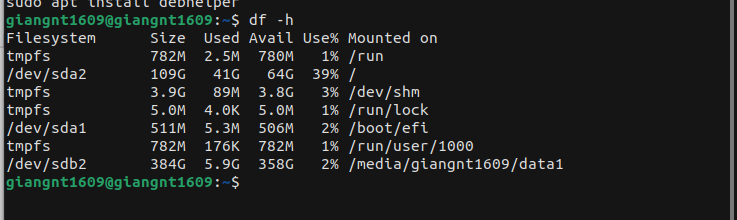 sudo apt install debhelper
giangnt1609@giangnt1609:~$ df -h
Filesystem      Size  Used Avail Use% Mounted on
tmpfs           782M  2.5M  780M   1% /run
/dev/sda2       109G   41G   64G  39% /
tmpfs           3.9G   89M  3.8G   3% /dev/shm
tmpfs           5.0M  4.0K  5.0M   1% /run/lock
/dev/sda1       511M  5.3M  506M   2% /boot/efi
tmpfs           782M  176K  782M   1% /run/user/1000
/dev/sdb2       384G  5.9G  358G   2% /media/giangnt1609/data1
giangnt1609@giangnt1609:~$